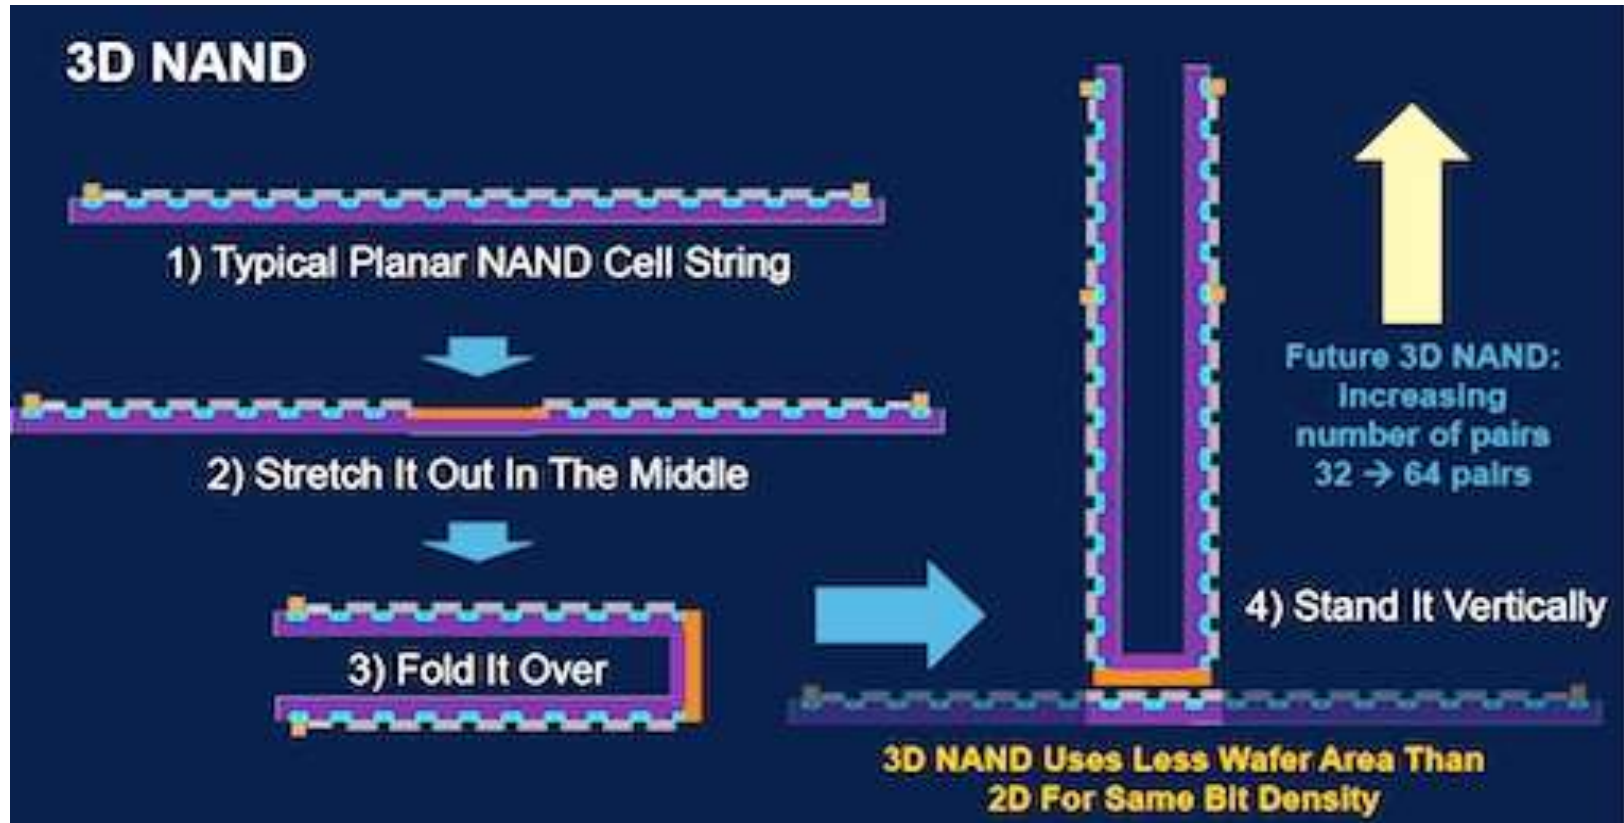 3D NAND
1) Typical Planar NAND Cell String
2) Stretch It Out In The Middle
3) Fold It Over
4) Stand It Vertically
Future 3D NAND:
Increasing
number of pairs
32 → 64 pairs
3D NAND Uses Less Wafer Area Than
2D For Same Bit Density